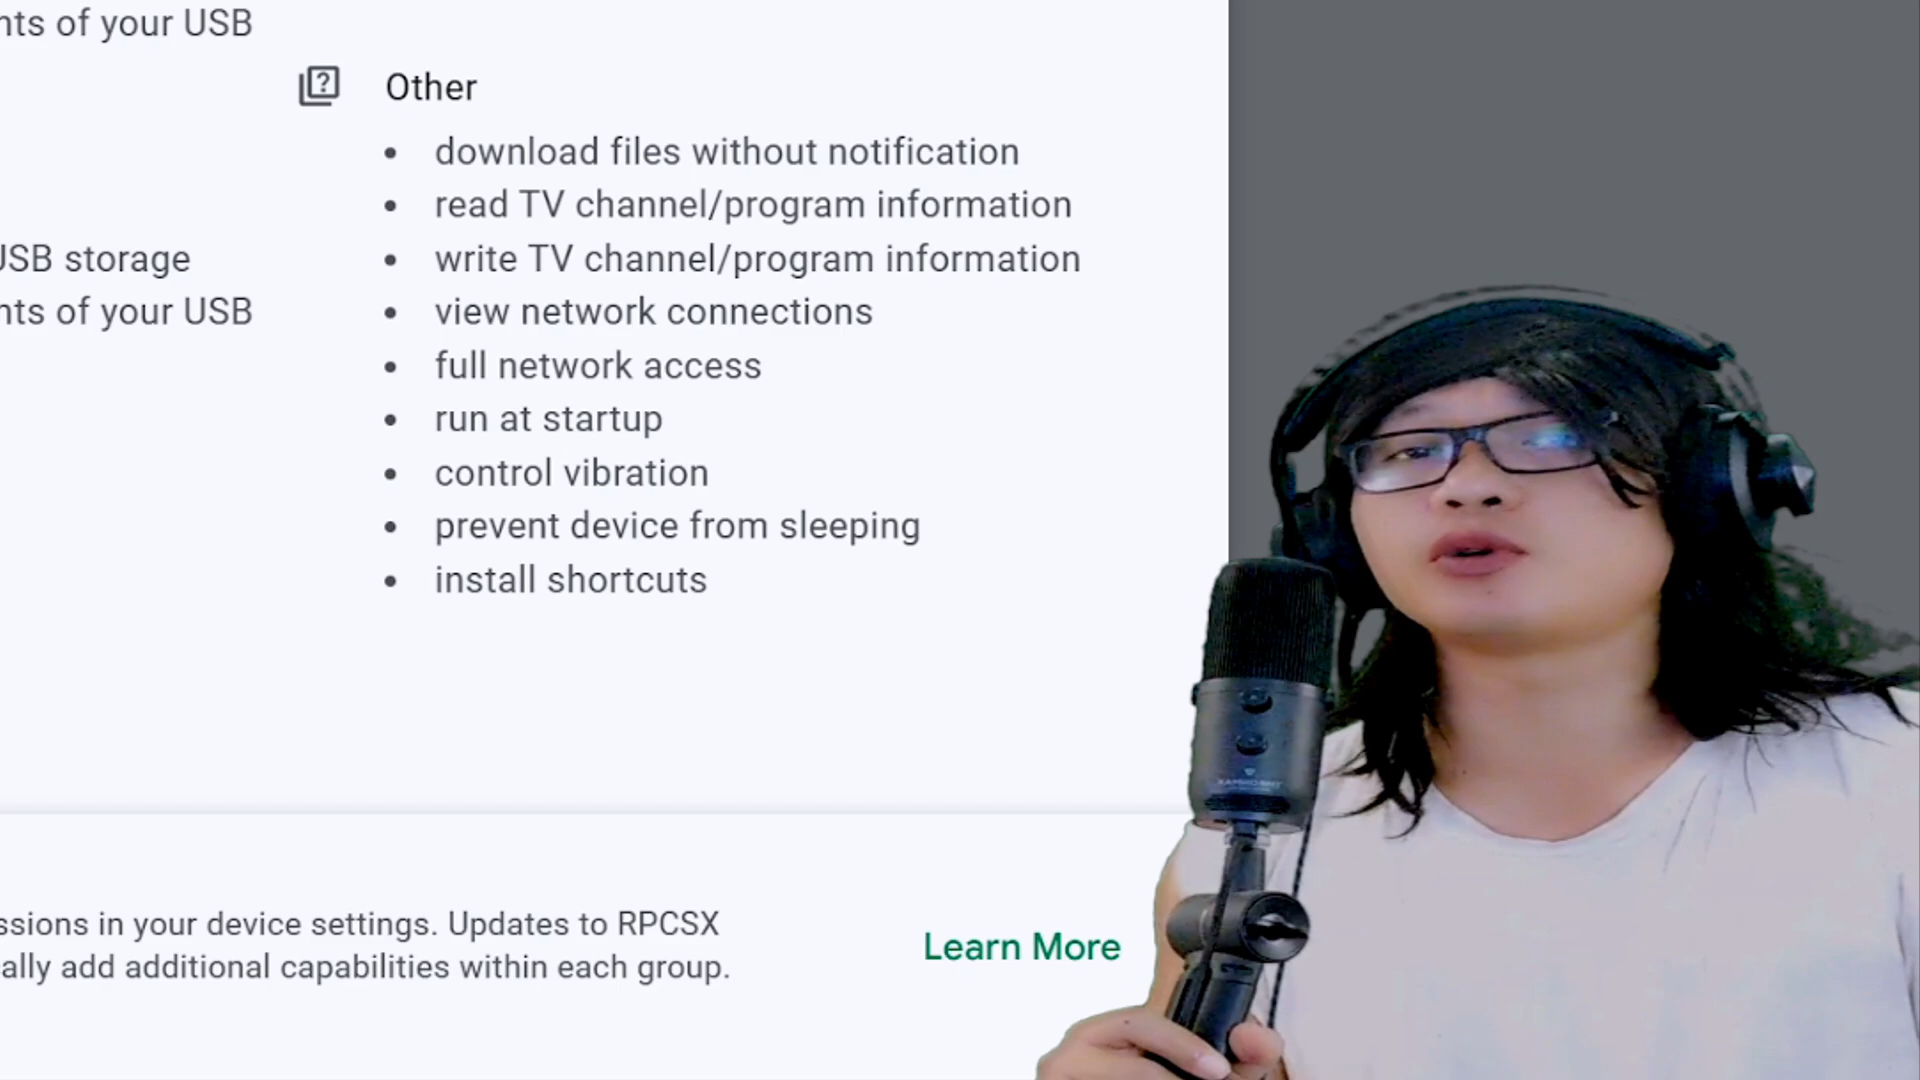 nts of your USB
Other
download files without notification
read TV channel/program information
USB storage
write TV channel/program information
nts of your USB
view network connections
full network access
run at startup
control vibration
prevent device from sleeping
install shortcuts
ssions in your device settings. Updates to RPCSX
ally add additional capabilities within each group.
Learn More